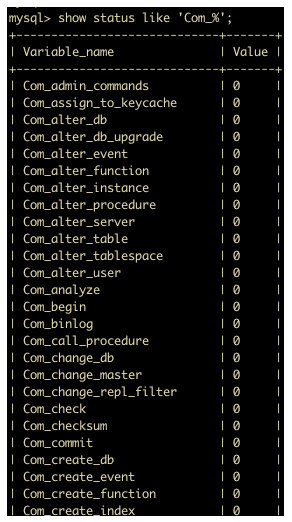 mysql> show status like 'Com_%';
+-----------------------------+-------+
| Variable_name               | Value |
+-----------------------------+-------+
| Com_admin_commands          | 0     |
| Com_assign_to_keycache      | 0     |
| Com_alter_db                | 0     |
| Com_alter_db_upgrade        | 0     |
| Com_alter_event             | 0     |
| Com_alter_function          | 0     |
| Com_alter_instance          | 0     |
| Com_alter_procedure         | 0     |
| Com_alter_server            | 0     |
| Com_alter_table             | 0     |
| Com_alter_tablespace        | 0     |
| Com_alter_user              | 0     |
| Com_analyze                 | 0     |
| Com_begin                   | 0     |
| Com_binlog                  | 0     |
| Com_call_procedure          | 0     |
| Com_change_db               | 0     |
| Com_change_master           | 0     |
| Com_change_repl_filter      | 0     |
| Com_check                   | 0     |
| Com_checksum                | 0     |
| Com_commit                  | 0     |
| Com_create_db               | 0     |
| Com_create_event            | 0     |
| Com_create_function         | 0     |
| Com_create_index            | 0     |